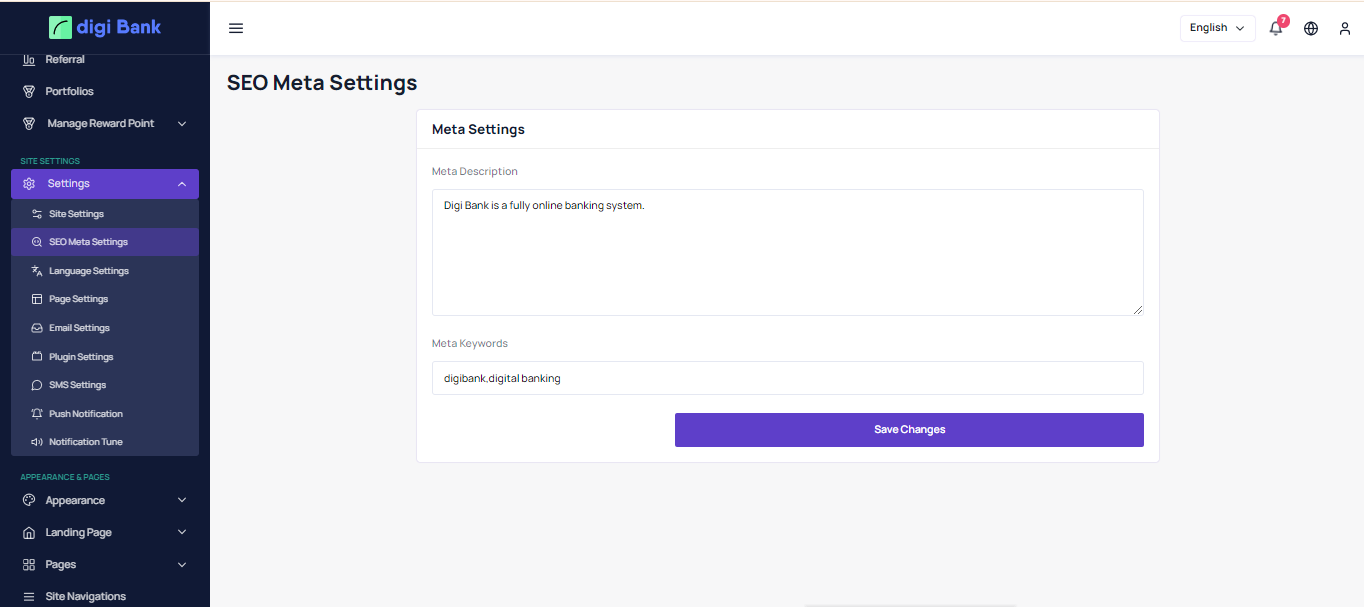 digi Bank
English
7
Referral
Portfolios
Manage Reward Point
SITE SETTINGS
Settings
Site Settings
SEO Meta Settings
Language Settings
Page Settings
Email Settings
Plugin Settings
SMS Settings
Push Notification
Notification Tune
APPEARANCE & PAGES
Appearance
Landing Page
Pages
Site Navigations
SEO Meta Settings
Meta Settings
Meta Description
Digi Bank is a fully online banking system.
Meta Keywords
digibank,digital banking
Save Changes